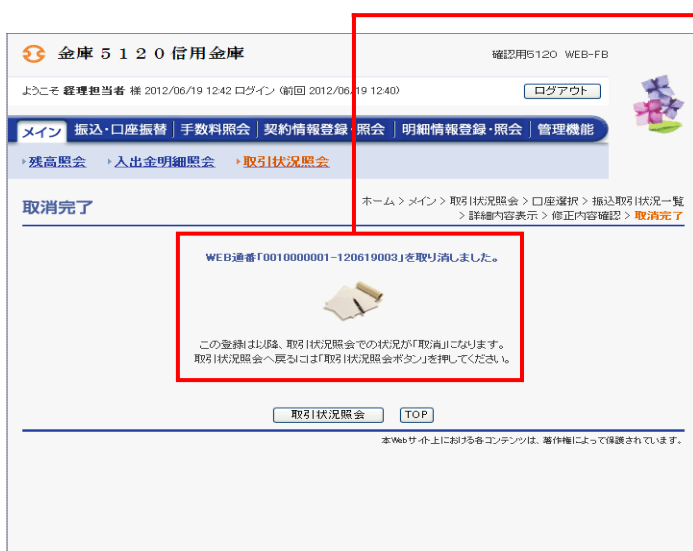 金庫５１２０信用金庫
確認用5120 WEB-FB
ようこそ 経理担当者 様 2012/06/19 12:42 ログイン (前回 2012/06/19 12:40)
ログアウト
メイン 振込・口座振替 手数料照会 契約情報登録・照会 明細情報登録・照会 管理機能
残高照会 入出金明細照会 取引状況照会
取消完了
ホーム > メイン > 取引状況照会 > 口座選択 > 振込取引状況一覧
> 詳細内容表示 > 修正内容確認 > 取消完了
WEB通番「0010000001-120619003」を取り消しました。
この登録は以降、取引状況照会での状況が「取消」になります。
取引状況照会へ戻るには「取引状況照会ボタン」を押してください。
取引状況照会 TOP
本Webサイト上における各コンテンツは、著作権によって保護されています。